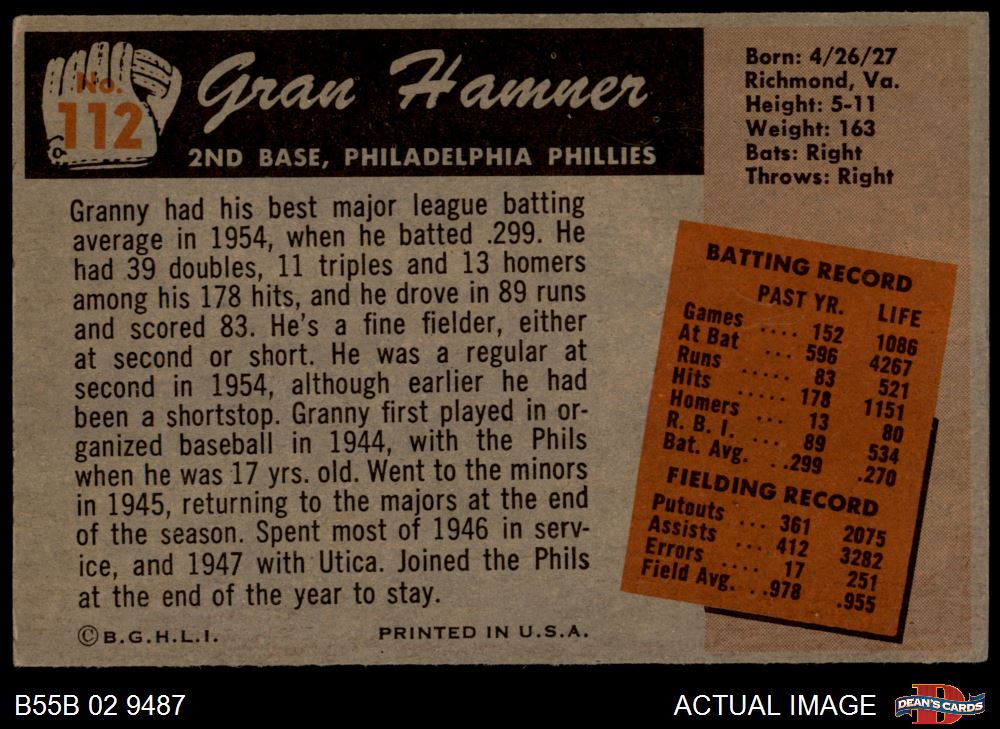 No.
112
Gran Hamner
2ND BASE, PHILADELPHIA PHILLIES
Born: 4/26/27
Richmond, Va.
Height: 5-11
Weight: 163
Bats: Right
Throws: Right
Granny had his best major league batting
average in 1954, when he batted .299. He
had 39 doubles, 11 triples and 13 homers
among his 178 hits, and he drove in 89 runs
and scored 83. He's a fine fielder, either
at second or short. He was a regular at
second in 1954, although earlier he had
been a shortstop. Granny first played in or-
ganized baseball in 1944, with the Phils
when he was 17 yrs. old. Went to the minors
in 1945, returning to the majors at the end
of the season. Spent most of 1946 in serv-
ice, and 1947 with Utica. Joined the Phils
at the end of the year to stay.
© B.G.H.L.I. PRINTED IN U.S.A.
BATTING RECORD
PAST YR. LIFE
Games .... 152 1086
At Bat ... 596 4267
Runs ..... 83 521
Hits ..... 178 1151
Homers ... 13 80
R. B. I. ... 89 534
Bat. Avg. . .299 .270
FIELDING RECORD
Putouts ... 361 2075
Assists ... 412 3282
Errors .... 17 251
Field Avg. . .978 .955
B55B 02 9487
ACTUAL IMAGE
D
DEAN'S CARDS